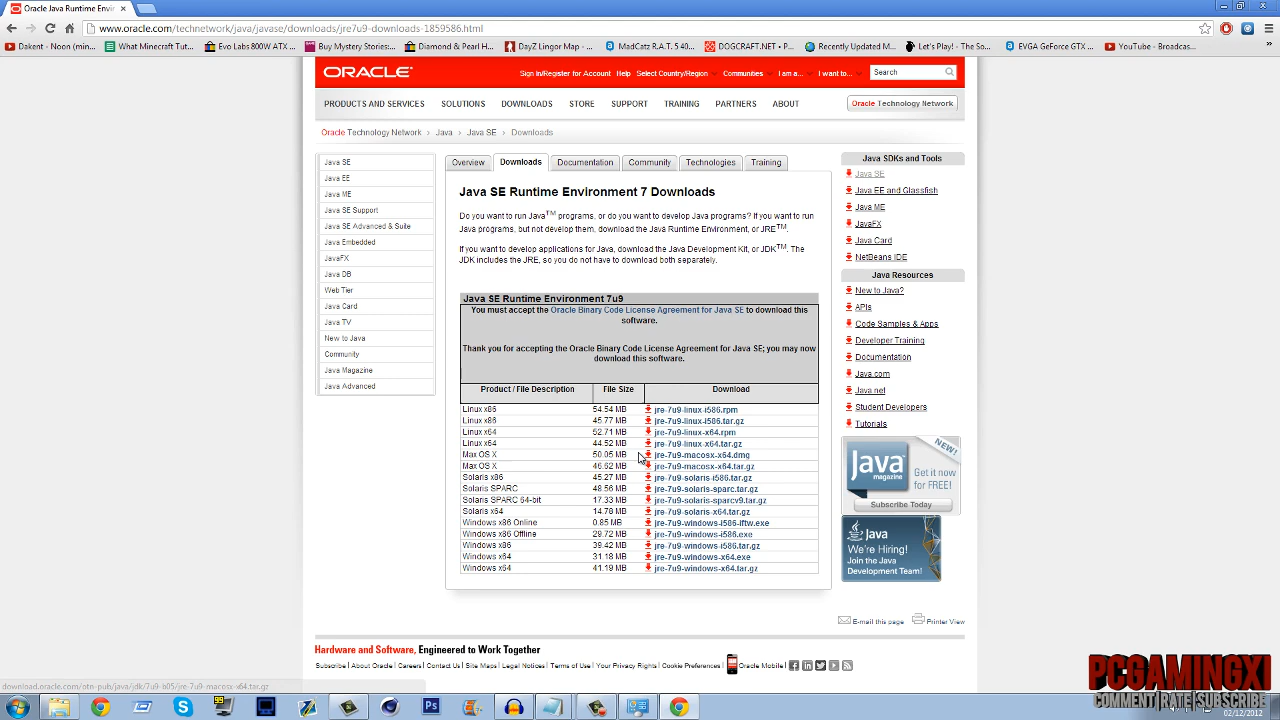 Oracle Java Runtime Envir
www.oracle.com/technetwork/java/javase/downloads/jre7u9-downloads-1859586.html
Dakent - Noon (min...
What Minecraft Tut...
Evo Labs 800W ATX...
Buy Mystery Stories:...
Diamond & Pearl H...
DayZ Lingor Map - ...
MadCatz R.A.T. 5 40...
DOCRAFT.NET • Ind...
Recently Updated M...
Let's Play! - The So...
EVGA GeForce GTX ...
YouTube - Broadcas...
ORACLE
Sign In/Register for Account Help Select Country/Region Communities I am a... I want to... Search
PRODUCTS AND SERVICES SOLUTIONS DOWNLOADS STORE SUPPORT TRAINING PARTNERS ABOUT Oracle Technology Network
Oracle Technology Network › Java › Java SE › Downloads
Java SE
Java EE
Java ME
Java SE Support
Java SE Advanced & Suite
Java Embedded
JavaFX
Java DB
Web Tier
Java Card
Java TV
New to Java
Community
Java Magazine
Java Advanced
Overview Downloads Documentation Community Technologies Training
Java SE Runtime Environment 7 Downloads
Do you want to run Java™ programs, or do you want to develop Java programs? If you want to run
Java programs, but not develop them, download the Java Runtime Environment, or JRE™.
If you want to develop applications for Java, download the Java Development Kit, or JDK™. The
JDK includes the JRE, so you do not have to download both separately.
Java SE Runtime Environment 7u9
You must accept the Oracle Binary Code License Agreement for Java SE to download this
software.
Thank you for accepting the Oracle Binary Code License Agreement for Java SE; you may now
download this software.
Product / File Description File Size Download
Linux x86 54.54 MB jre-7u9-linux-i586.rpm
Linux x86 45.77 MB jre-7u9-linux-i586.tar.gz
Linux x64 52.71 MB jre-7u9-linux-x64.rpm
Linux x64 44.52 MB jre-7u9-linux-x64.tar.gz
Max OS X 50.05 MB jre-7u9-macosx-x64.dmg
Max OS X 46.62 MB jre-7u9-macosx-x64.tar.gz
Solaris x86 45.27 MB jre-7u9-solaris-i586.tar.gz
Solaris SPARC 48.56 MB jre-7u9-solaris-sparc.tar.gz
Solaris SPARC 64-bit 17.33 MB jre-7u9-solaris-sparcv9.tar.gz
Solaris x64 14.78 MB jre-7u9-solaris-x64.tar.gz
Windows x86 Online 0.85 MB jre-7u9-windows-i586-iftw.exe
Windows x86 Offline 29.72 MB jre-7u9-windows-i586.exe
Windows x86 39.42 MB jre-7u9-windows-i586.tar.gz
Windows x64 31.18 MB jre-7u9-windows-x64.exe
Windows x64 41.19 MB jre-7u9-windows-x64.tar.gz
Java SDKs and Tools
Java SE
Java EE and Glassfish
Java ME
JavaFX
Java Card
NetBeans IDE
Java Resources
New to Java?
APIs
Code Samples & Apps
Developer Training
Documentation
Java.com
Java.net
Student Developers
Tutorials
NEW!
Java magazine
Get it now
for FREE!
Subscribe Today
Java
We're Hiring!
Join the Java
Development Team!
E-mail this page Printer View
Hardware and Software, Engineered to Work Together
Subscribe | About Oracle | Careers | Contact Us | Site Maps | Legal Notices | Terms of Use | Your Privacy Rights | Cookie Preferences | Oracle Mobile
download.oracle.com/otn-pub/java/jdk/7u9-b05/jre-7u9-macosx-x64.tar.gz
PCGAMINGXI
COMMENT|RATE|SUBSCRIBE
02/12/2012